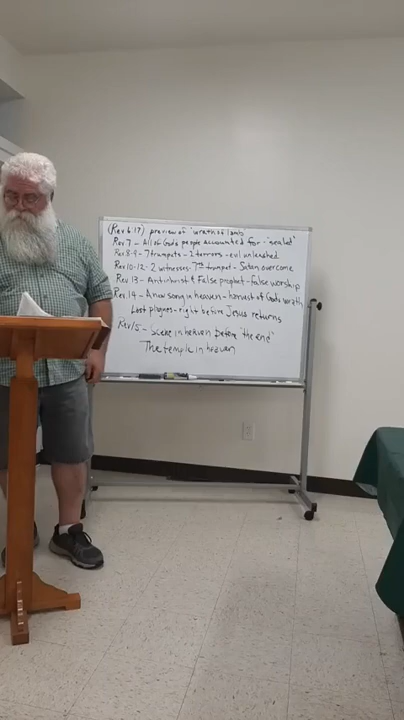 (Rev 6:17) preview of "wrath of lamb"
Rev 7 - All of God's people accounted for - "sealed"
Rev 8-9 - 7 trumpets - 2 terrors - evil unleashed
Rev 10-12 - 2 witnesses - 7th trumpet - Satan overcome
Rev 13 - Antichrist & False prophet - false worship
Rev 14 - A new song in heaven - harvest of God's wrath
Last plagues - right before Jesus returns
Rev 15 - Scene in heaven before "the end"
The temple in heaven